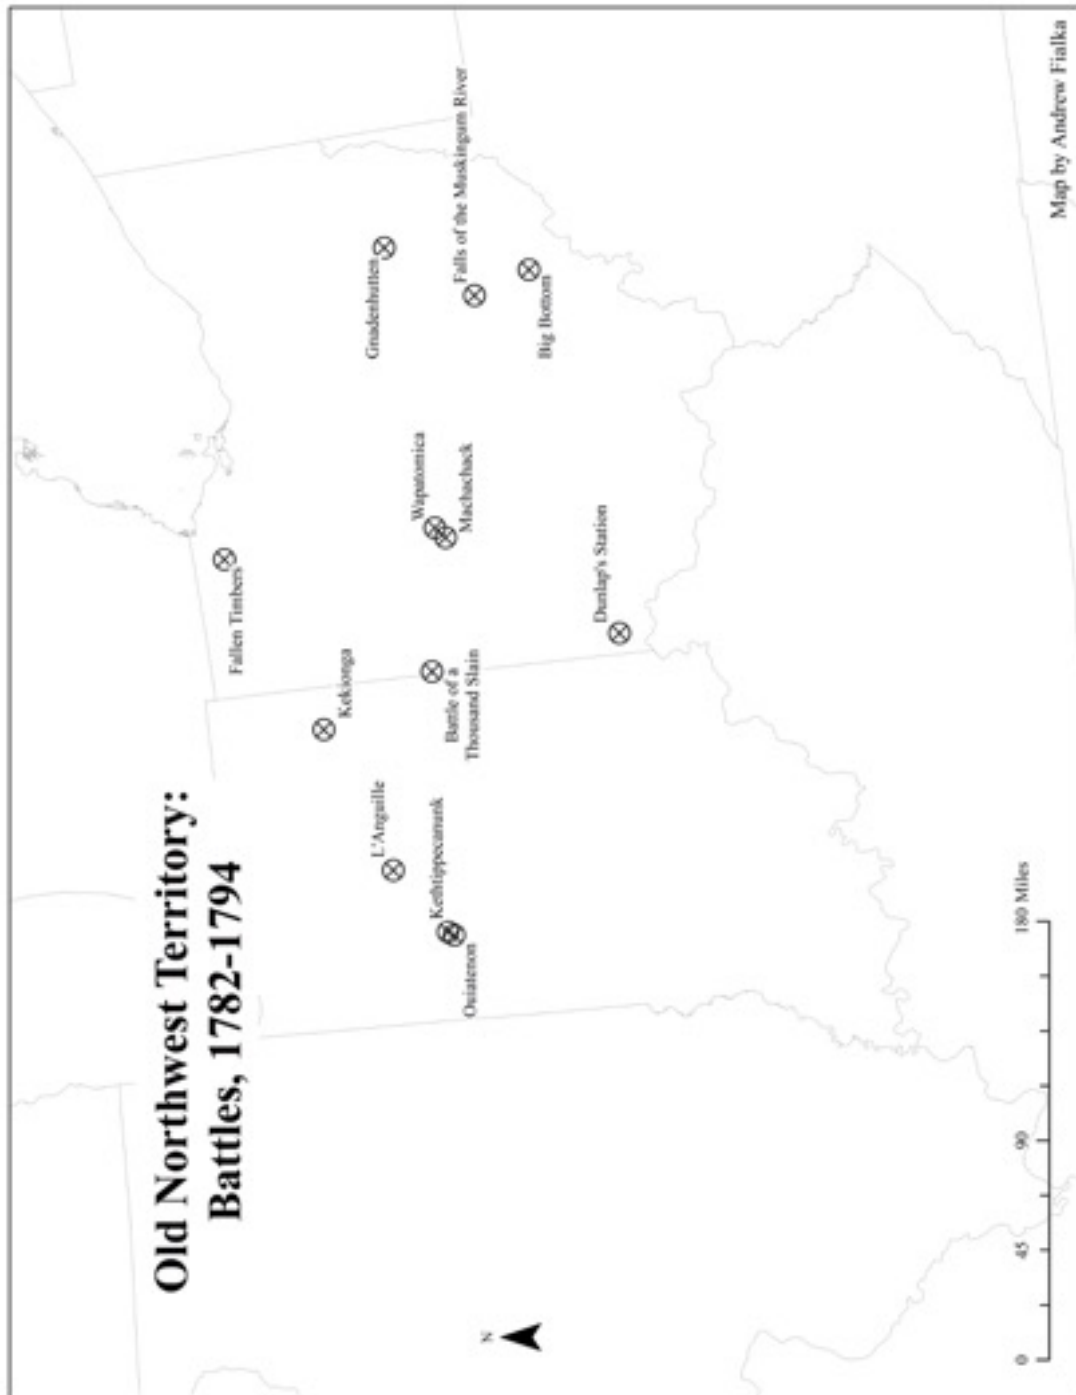 Old Northwest Territory:
Battles, 1782-1794
Fallen Timbers
Kekionga
Gnadenhutten
L'Anguille
Wapatomica
Machachack
Kethtippecanunk
Ouiatenon
Battle of a
Thousand Slain
Falls of the Muskingum River
Big Bottom
Dunlap's Station
N
0
45
90
180 Miles
Map by Andrew Fialka